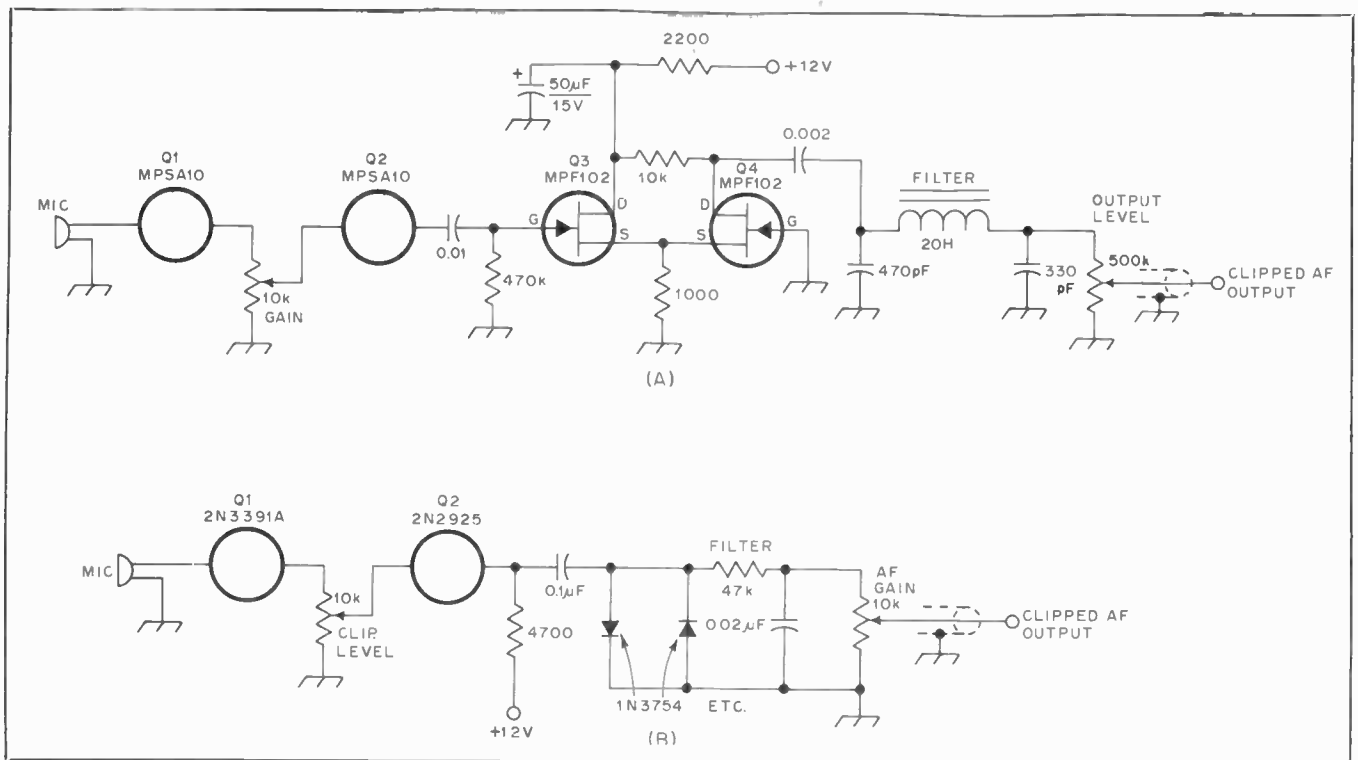 2200
+12V
+
50µF
15V
0.002
Q1
MPSA10
Q2
MPSA10
Q3
MPF102
10k
Q4
MPF102
MIC
G
D
S
D
S
G
FILTER
20H
OUTPUT
LEVEL
500k
0.01
470k
1000
470pF
330
pF
CLIPPED AF
OUTPUT
10k
GAIN
(A)
Q1
2N3391A
Q2
2N2925
MIC
10k
CLIP
LEVEL
0.1µF
4700
+12V
FILTER
47k
0.02µF
AF
GAIN
10k
CLIPPED AF
OUTPUT
1N3754
ETC.
(B)